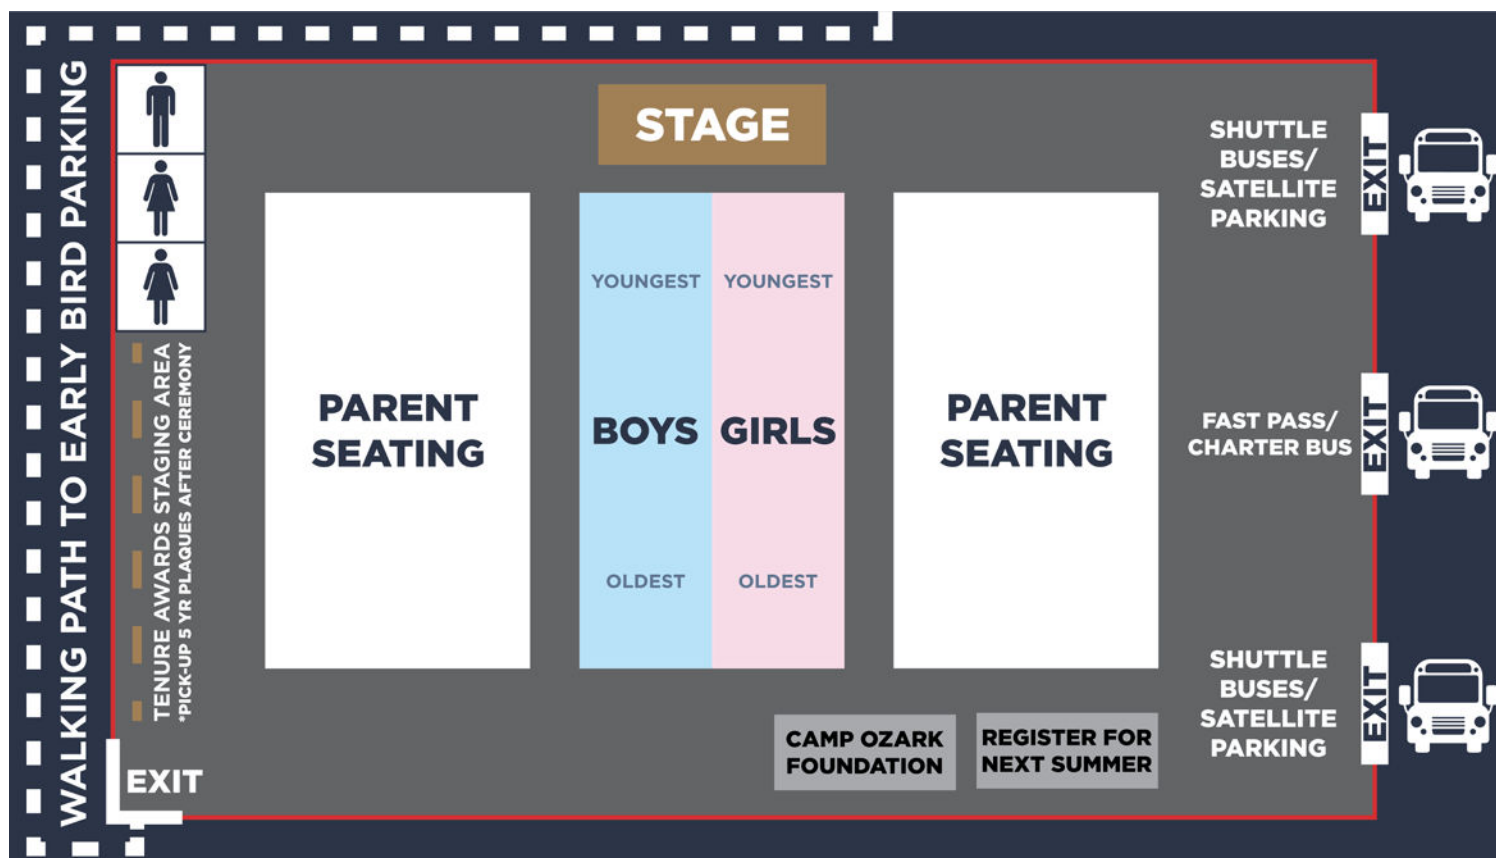 WALKING PATH TO EARLY BIRD PARKING
STAGE
SHUTTLE
BUSES/
SATELLITE
PARKING
EXIT
YOUNGEST
YOUNGEST
TENURE AWARDS STAGING AREA
*PICK-UP 5 YR PLAQUES AFTER CEREMONY
PARENT
SEATING
BOYS
GIRLS
PARENT
SEATING
FAST PASS/
CHARTER BUS
EXIT
OLDEST
OLDEST
SHUTTLE
BUSES/
SATELLITE
PARKING
EXIT
CAMP OZARK
FOUNDATION
REGISTER FOR
NEXT SUMMER
EXIT